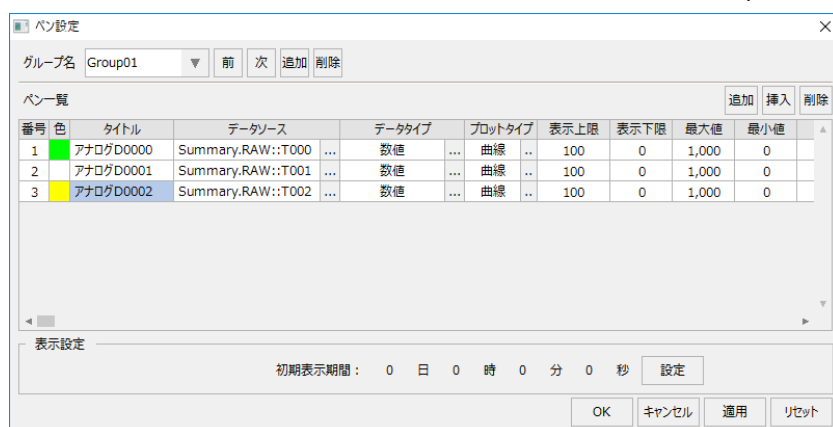 ペン設定
グループ名 Group01 前 次 追加 削除
ペン一覧 追加 挿入 削除
番号 色 タイトル データソース データタイプ プロットタイプ 表示上限 表示下限 最大値 最小値
1 アナログD0000 Summary.RAW::T000 ... 数値 ... 曲線 .. 100 0 1,000 0
2 アナログD0001 Summary.RAW::T001 ... 数値 ... 曲線 .. 100 0 1,000 0
3 アナログD0002 Summary.RAW::T002 ... 数値 ... 曲線 .. 100 0 1,000 0
表示設定
初期表示期間： 0 日 0 時 0 分 0 秒 設定
OK キャンセル 適用 リセット